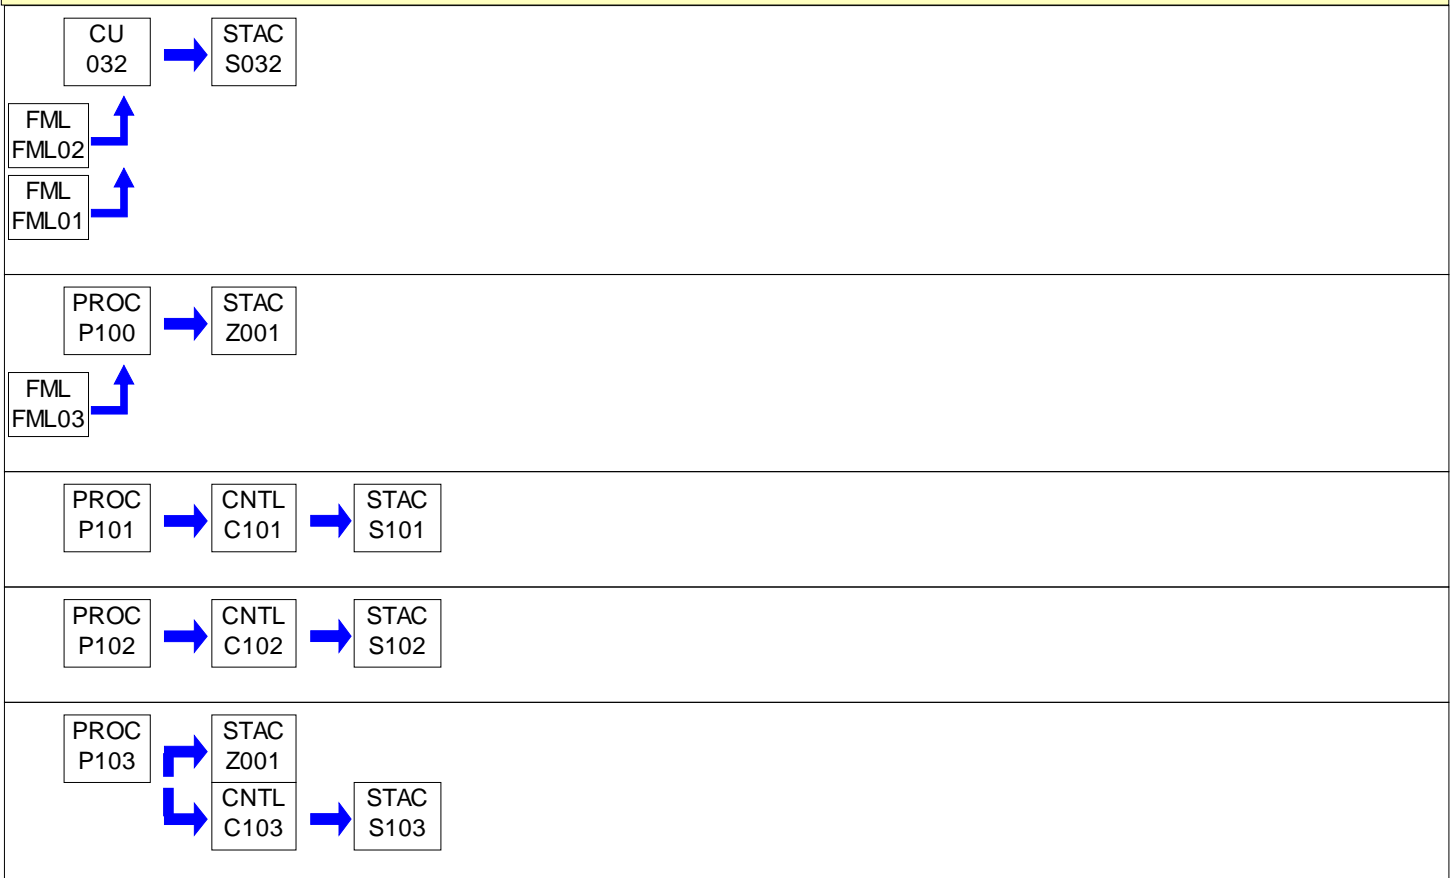 CU
032
STAC
S032
FML
FML02
FML
FML01
PROC
P100
STAC
Z001
FML
FML03
PROC
P101
CNTL
C101
STAC
S101
PROC
P102
CNTL
C102
STAC
S102
PROC
P103
STAC
Z001
CNTL
C103
STAC
S103